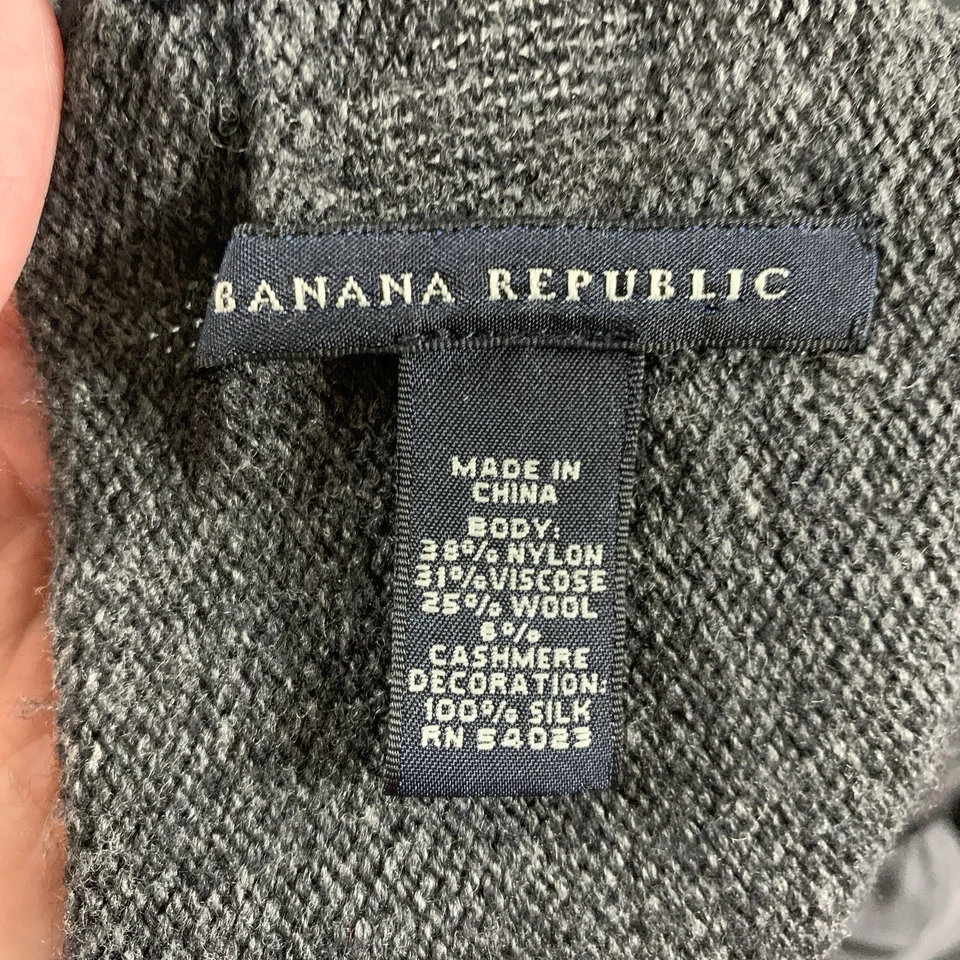 BANANA REPUBLIC
MADE IN
CHINA
BODY:
38% NYLON
31% VISCOSE
25% WOOL
6%
CASHMERE
DECORATION:
100% SILK
RN 54023